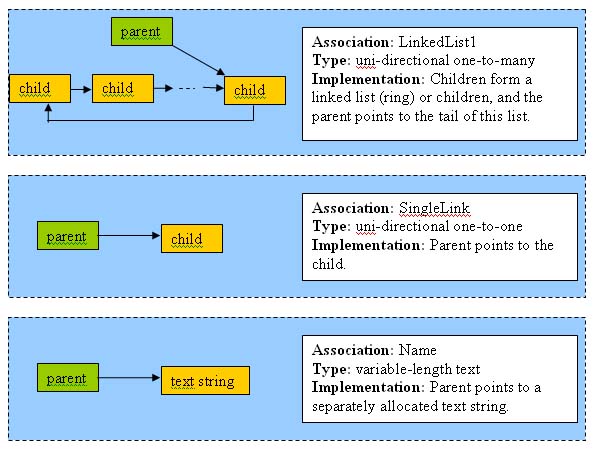 parent
child
child
---
child
Association: LinkedList1
Type: uni-directional one-to-many
Implementation: Children form a
linked list (ring) or children, and the
parent points to the tail of this list.
parent
child
Association: SingleLink
Type: uni-directional one-to-one
Implementation: Parent points to the
child.
parent
text string
Association: Name
Type: variable-length text
Implementation: Parent points to a
separately allocated text string.